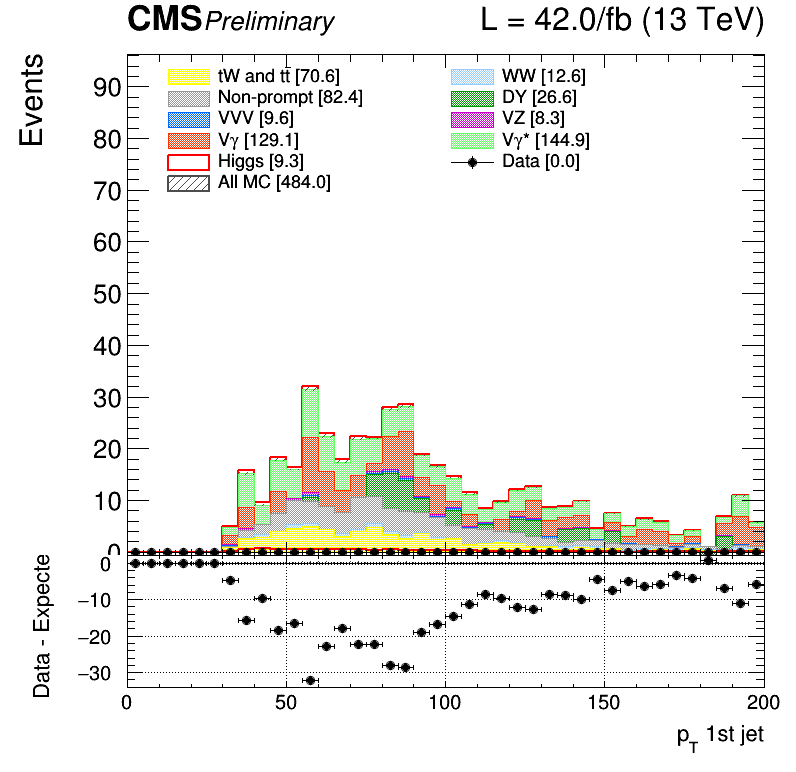 CMS Preliminary L = 42.0/fb (13 TeV)
Events
tW and tt̄ [70.6] WW [12.6]
Non-prompt [82.4] DY [26.6]
VVV [9.6] VZ [8.3]
Vγ [129.1] Vγ* [144.9]
Higgs [9.3] Data [0.0]
All MC [484.0]
90
80
70
60
50
40
30
20
10
0
Data - Expecte
0
−10
−20
−30
0 50 100 150 200
p_T 1st jet